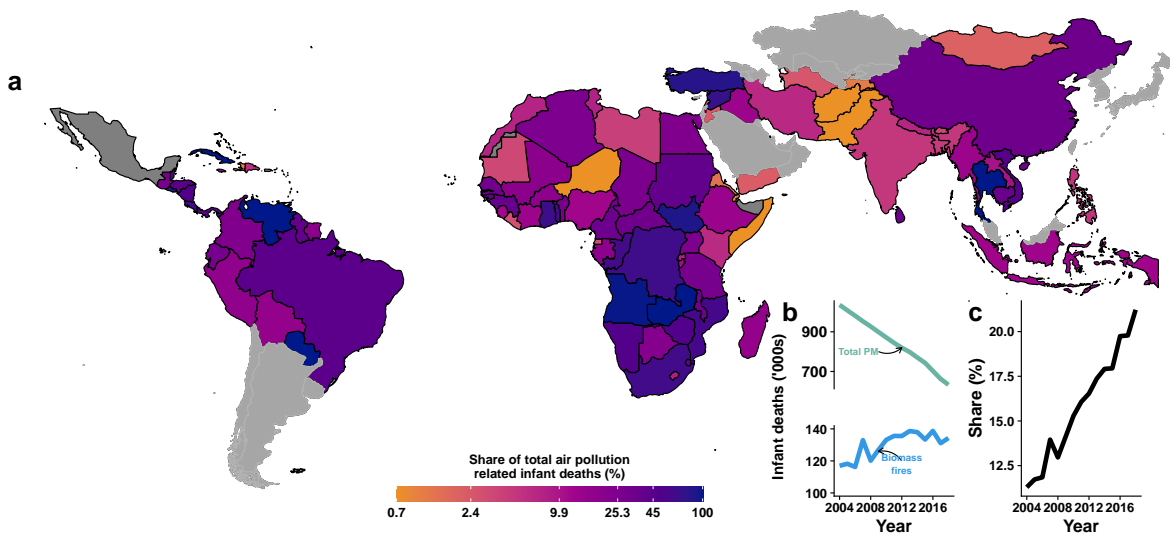 a
Share of total air pollution
related infant deaths (%)
0.7 2.4 9.9 25.3 45 100
b
Infant deaths ('000s)
900
700
Total PM
140
120
100
Biomass
fires
2004 2008 2012 2016
Year
c
Share (%)
20.0
17.5
15.0
12.5
2004 2008 2012 2016
Year